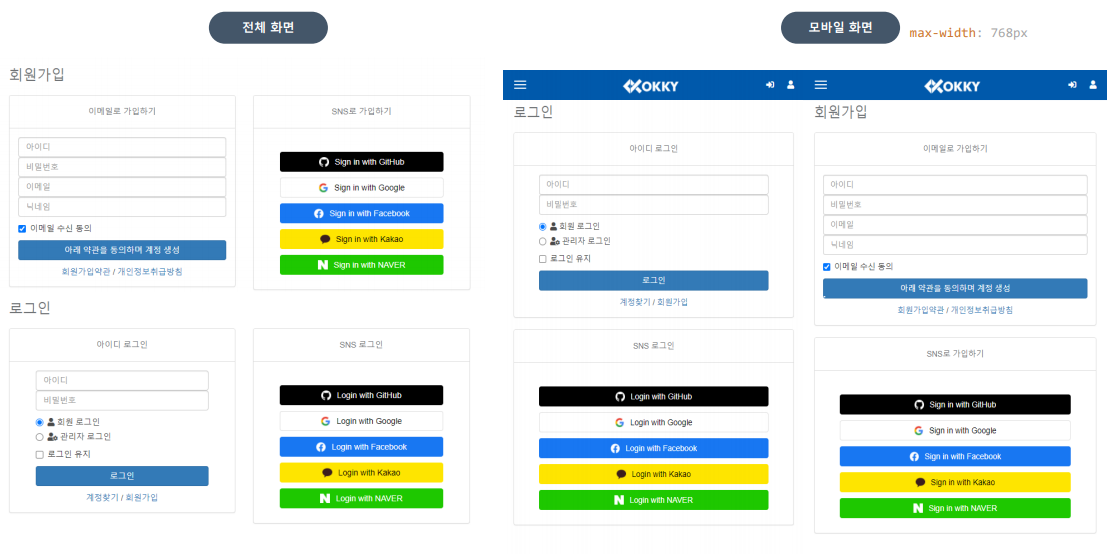 전체 화면
회원가입
이메일로 가입하기
아이디
비밀번호
이메일
닉네임
이메일 수신 동의
아래 약관을 동의하며 계정 생성
회원가입약관 / 개인정보취급방침
SNS로 가입하기
Sign in with GitHub
Sign in with Google
Sign in with Facebook
Sign in with Kakao
Sign in with NAVER
로그인
아이디 로그인
아이디
비밀번호
회원 로그인
관리자 로그인
로그인 유지
로그인
계정찾기 / 회원가입
SNS 로그인
Login with GitHub
Login with Google
Login with Facebook
Login with Kakao
Login with NAVER
모바일 화면
max-width: 768px
OKKY
로그인
아이디 로그인
아이디
비밀번호
회원 로그인
관리자 로그인
로그인 유지
로그인
계정찾기 / 회원가입
SNS 로그인
Login with GitHub
Login with Google
Login with Facebook
Login with Kakao
Login with NAVER
OKKY
회원가입
이메일로 가입하기
아이디
비밀번호
이메일
닉네임
이메일 수신 동의
아래 약관을 동의하며 계정 생성
회원가입약관 / 개인정보취급방침
SNS로 가입하기
Sign in with GitHub
Sign in with Google
Sign in with Facebook
Sign in with Kakao
Sign in with NAVER